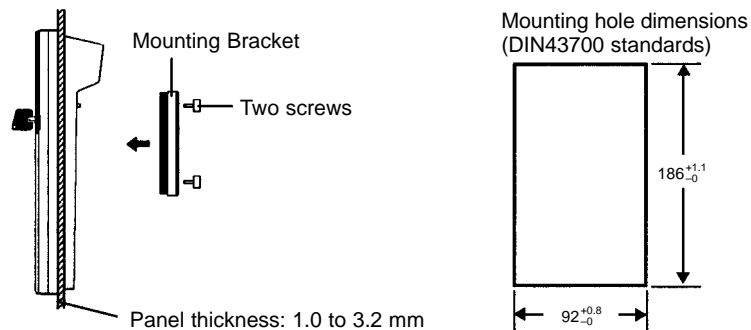 Mounting hole dimensions
(DIN43700 standards)
Mounting Bracket
Two screws
186 +1.1 −0
92 +0.8 −0
Panel thickness: 1.0 to 3.2 mm